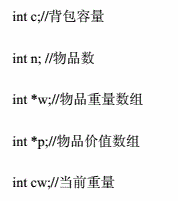 int c;//背包容量
int n; //物品数
int *w;//物品重量数组
int *p;//物品价值数组
int cw;//当前重量